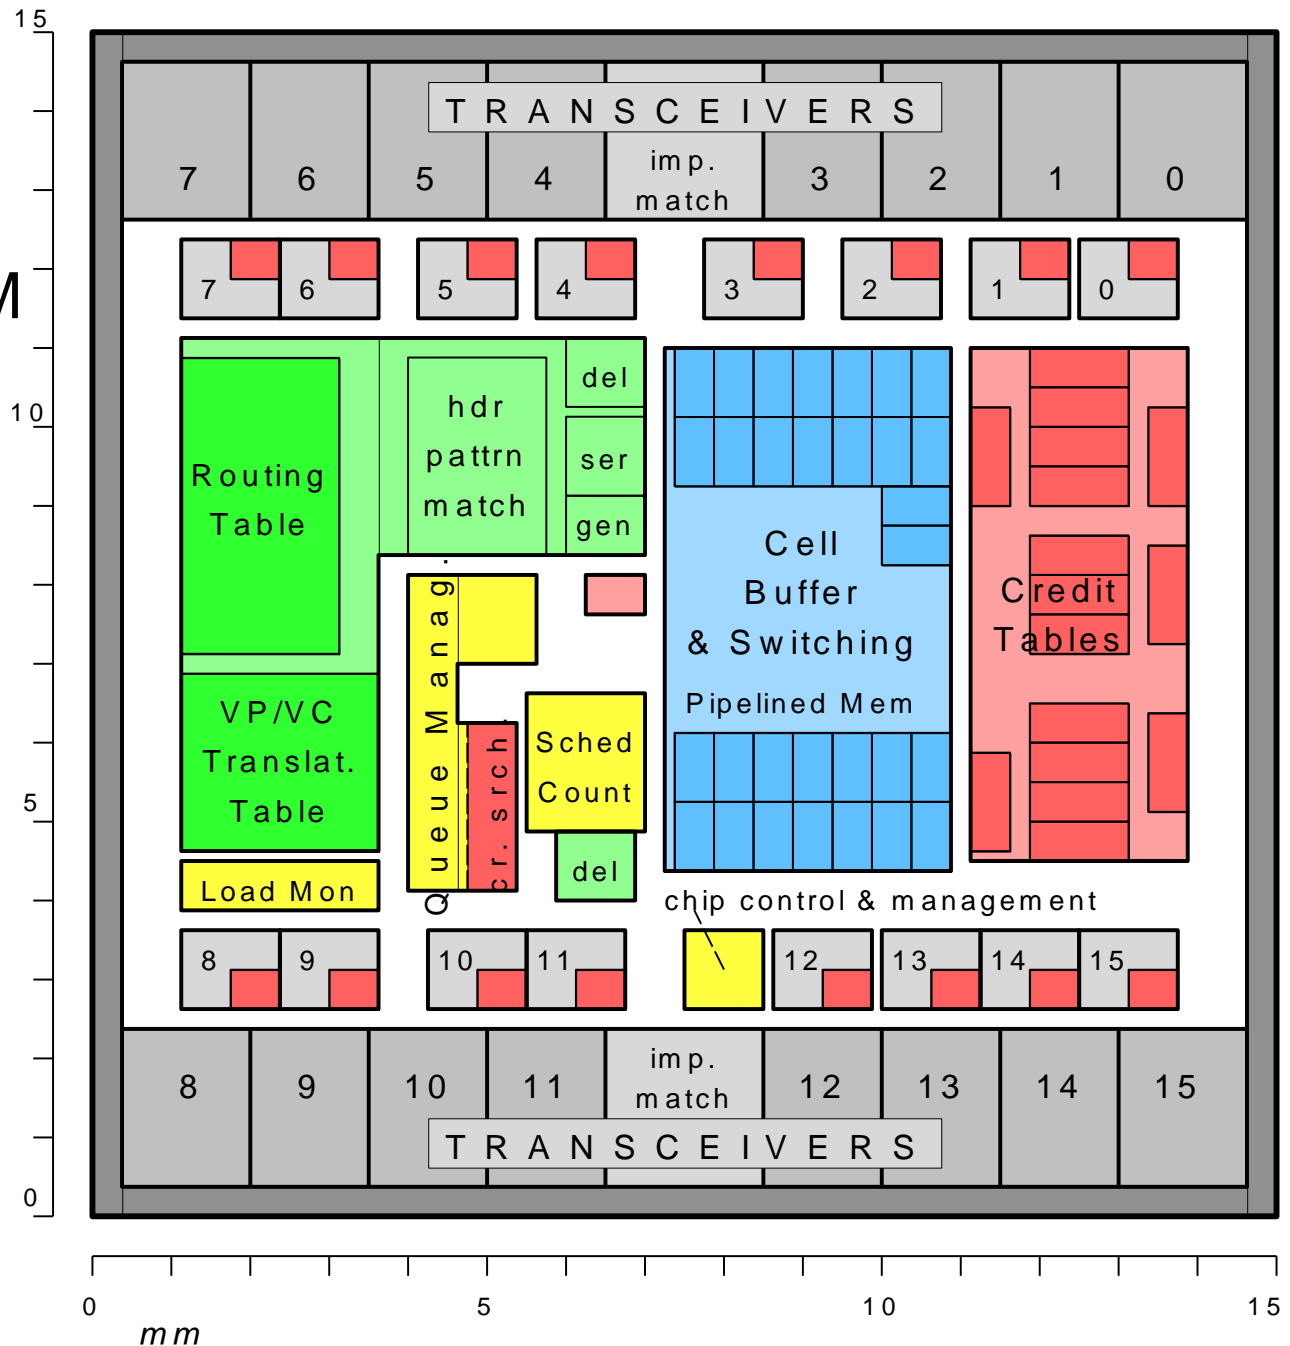 15
TRANSCEIVERS
7 6 5 4 imp. match 3 2 1 0
M
7 6 5 4 3 2 1 0
10
Routing
Table
hdr
pattrn
match
del
ser
gen
Cell
Buffer
& Switching
Pipelined Mem
Credit
Tables
VP/VC
Translat.
Table
Queue Manag.
cr. srch.
Sched
Count
5
del
Load Mon
chip control & management
8 9 10 11 12 13 14 15
8 9 10 11 imp. match 12 13 14 15
TRANSCEIVERS
0
0 5 10 15
mm